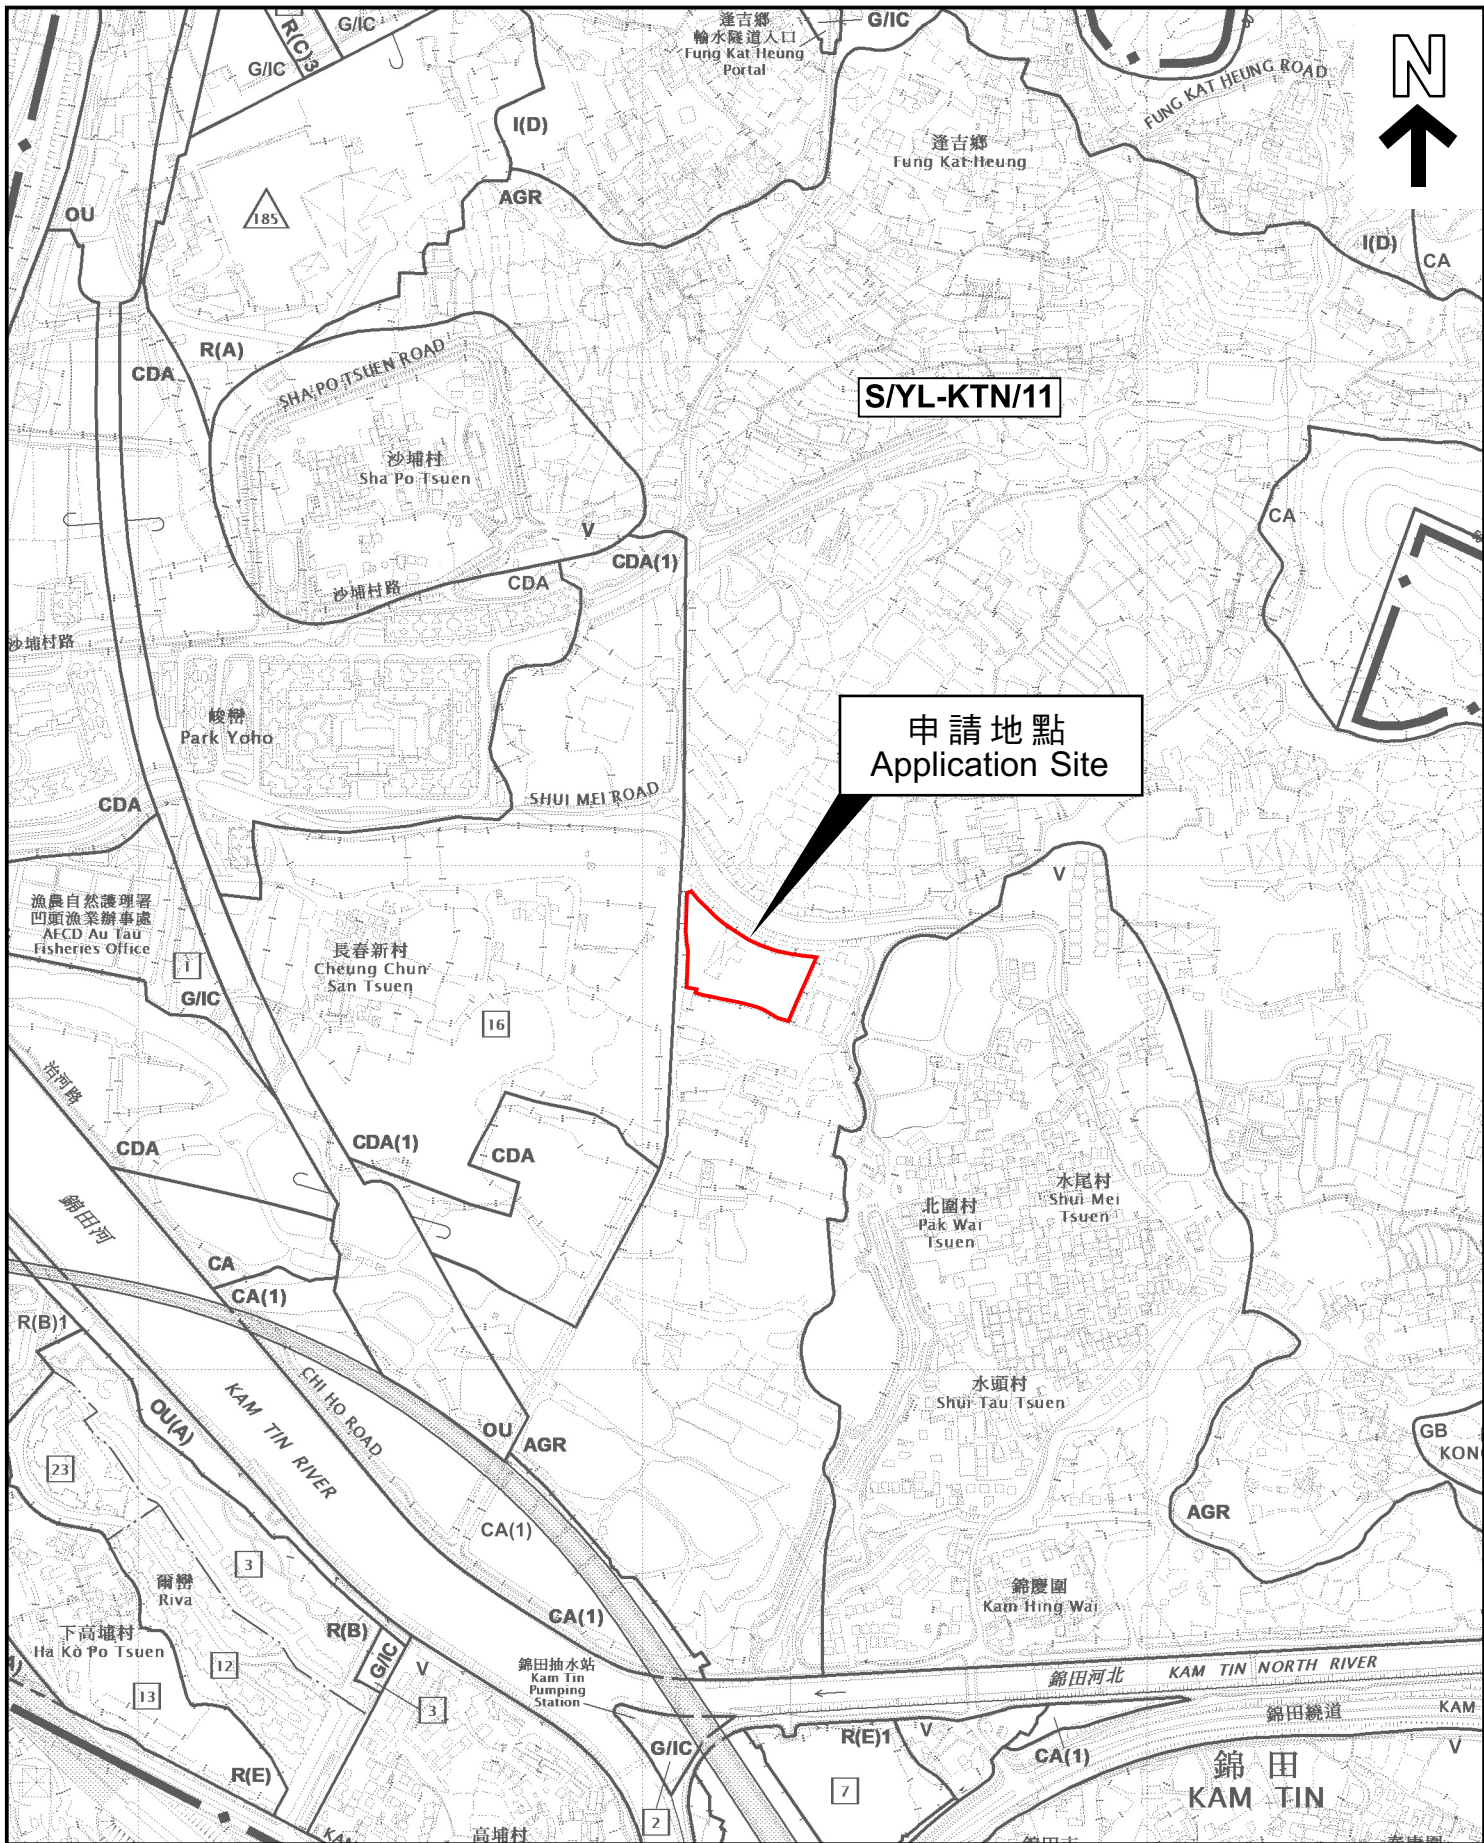 R(C)3
G/IC
G/IC
逢吉鄉
輸水隧道入口
Fung Kat Heung
Portal
G/IC
N
FUNG KAT HEUNG ROAD
I(D)
逢吉鄉
Fung Kat Heung
OU
185
AGR
I(D)
CA
R(A)
CDA
SHA PO TSUEN ROAD
S/YL-KTN/11
沙埔村
Sha Po Tsuen
V
CA
CDA(1)
CDA
沙埔村路
沙埔村路
峻巒
Park Yoho
申請地點
Application Site
SHUI MEI ROAD
CDA
V
漁農自然護理署
凹頭漁業辦事處
AFCD Au Tau
Fisheries Office
長春新村
Cheung Chun
San Tsuen
1
G/IC
16
治河路
CDA
CDA(1)
CDA
水尾村
Shui Mei
Tsuen
北圍村
Pak Wai
Tsuen
錦田河
CA
CA(1)
R(B)1
CHI HO ROAD
KAM TIN RIVER
水頭村
Shui Tau Tsuen
OU(A)
OU
AGR
GB
KON
23
AGR
CA(1)
3
爾巒
Riva
錦慶圍
Kam Hing Wai
CA(1)
下高埔村
Ha Ko Po Tsuen
R(B)
G/IC
V
12
錦田抽水站
Kam Tin
Pumping
Station
錦田河北
KAM TIN NORTH RIVER
13
3
錦田繞道
KAM
R(E)1
V
G/IC
CA(1)
V
錦田
KAM TIN
R(E)
7
2
高埔村
KAM